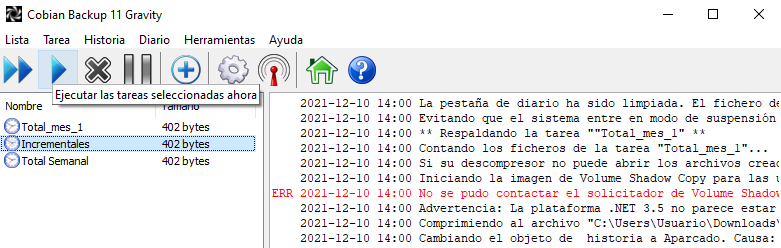 Cobian Backup 11 Gravity
Lista Tarea Historia Diario Herramientas Ayuda
Ejecutar las tareas seleccionadas ahora
Nombre Tamaño
Total_mes_1 402 bytes
Incrementales 402 bytes
Total Semanal 402 bytes
2021-12-10 14:00 La pestaña de diario ha sido limpiada. El fichero de
2021-12-10 14:00 Evitando que el sistema entre en modo de suspensión
2021-12-10 14:00 ** Respaldando la tarea ""Total_mes_1" **
2021-12-10 14:00 Contando los ficheros de la tarea "Total_mes_1"...
2021-12-10 14:00 Si su descompresor no puede abrir los archivos cread
2021-12-10 14:00 Iniciando la imagen de Volume Shadow Copy para las u
ERR 2021-12-10 14:00 No se pudo contactar el solicitador de Volume Shadow
2021-12-10 14:00 Advertencia: La plataforma .NET 3.5 no parece estar
2021-12-10 14:00 Comprimiendo al archivo "C:\Users\Usuario\Downloads\
2021-12-10 14:00 Cambiando el objeto de historia a Aparcado. Causa: